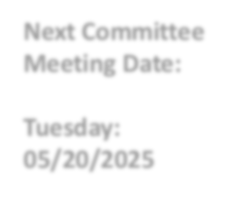 Next Committee
Meeting Date:
Tuesday:
05/20/2025